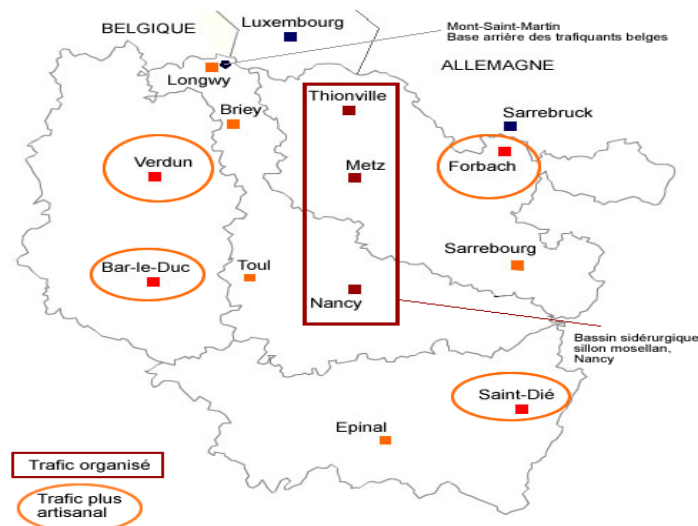 BELGIQUE
Luxembourg
Mont-Saint-Martin
Base arrière des trafiquants belges
Longwy
ALLEMAGNE
Thionville
Briey
Sarrebruck
Verdun
Metz
Forbach
Bar-le-Duc
Toul
Sarrebourg
Nancy
Bassin sidérurgique
sillon mosellan,
Nancy
Saint-Dié
Epinal
Trafic organisé
Trafic plus
artisanal